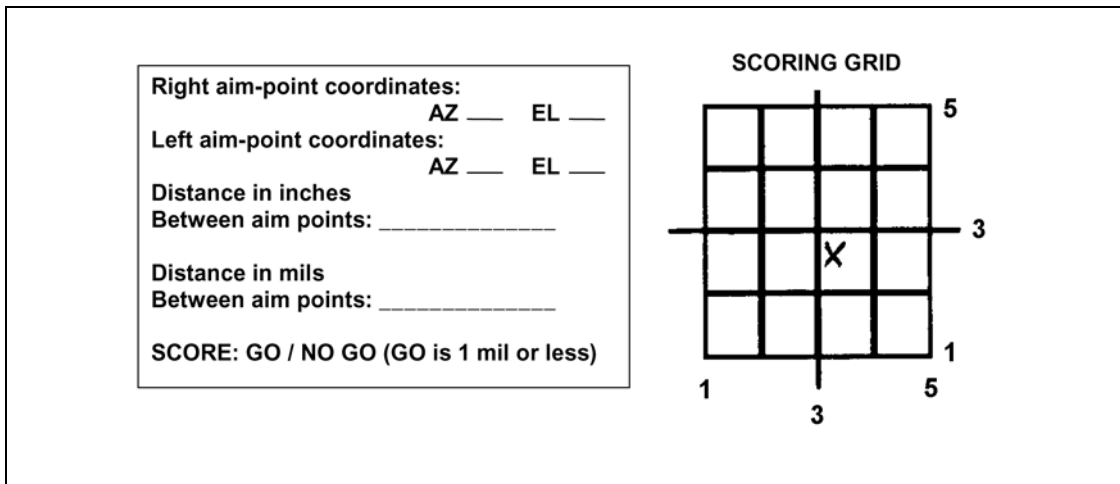 Right aim-point coordinates:
AZ ___ EL ___
Left aim-point coordinates:
AZ ___ EL ___
Distance in inches
Between aim points: ______________
Distance in mils
Between aim points: ______________
SCORE: GO / NO GO (GO is 1 mil or less)
SCORING GRID
5
3
X
1
1
5
3